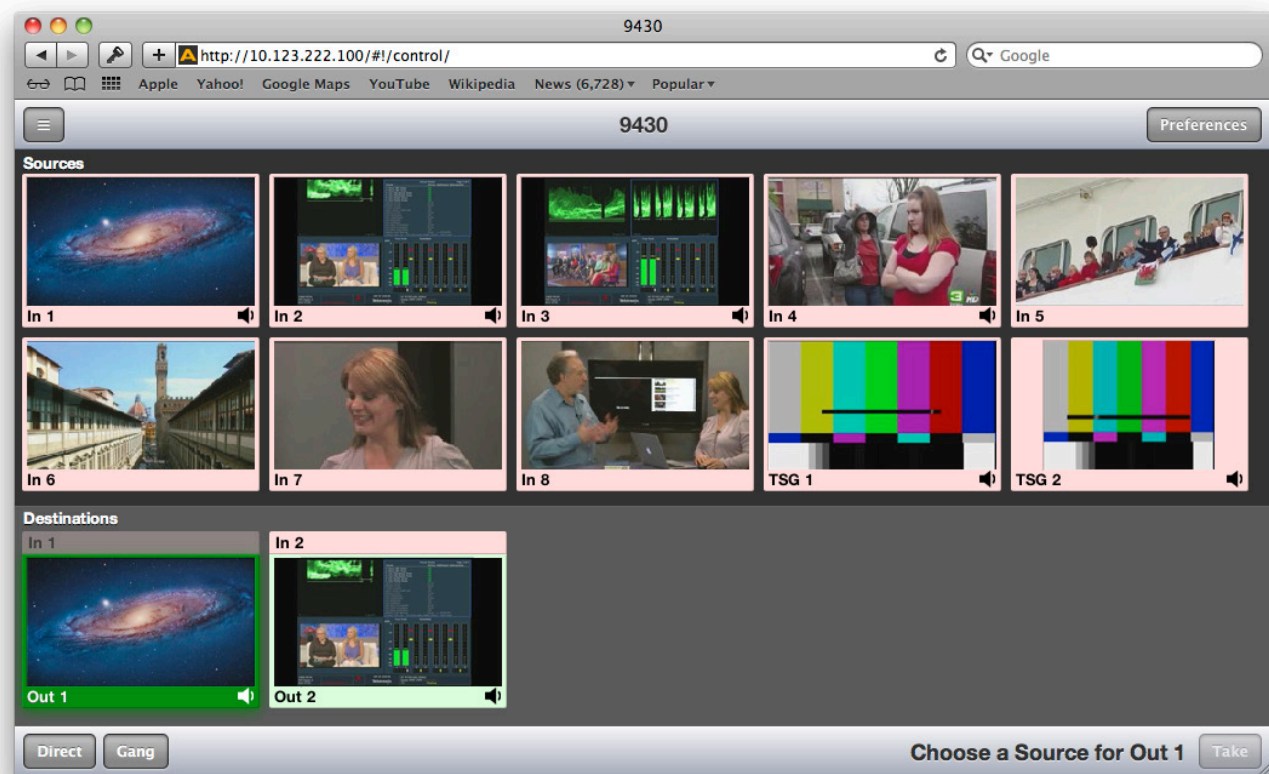 9430
http://10.123.222.100/#!/control/
Google
Apple Yahoo! Google Maps YouTube Wikipedia News (6,728) Popular
9430
Preferences
Sources
In 1 In 2 In 3 In 4 In 5
In 6 In 7 In 8 TSG 1 TSG 2
Destinations
In 1 In 2
Out 1 Out 2
Direct Gang Choose a Source for Out 1 Take